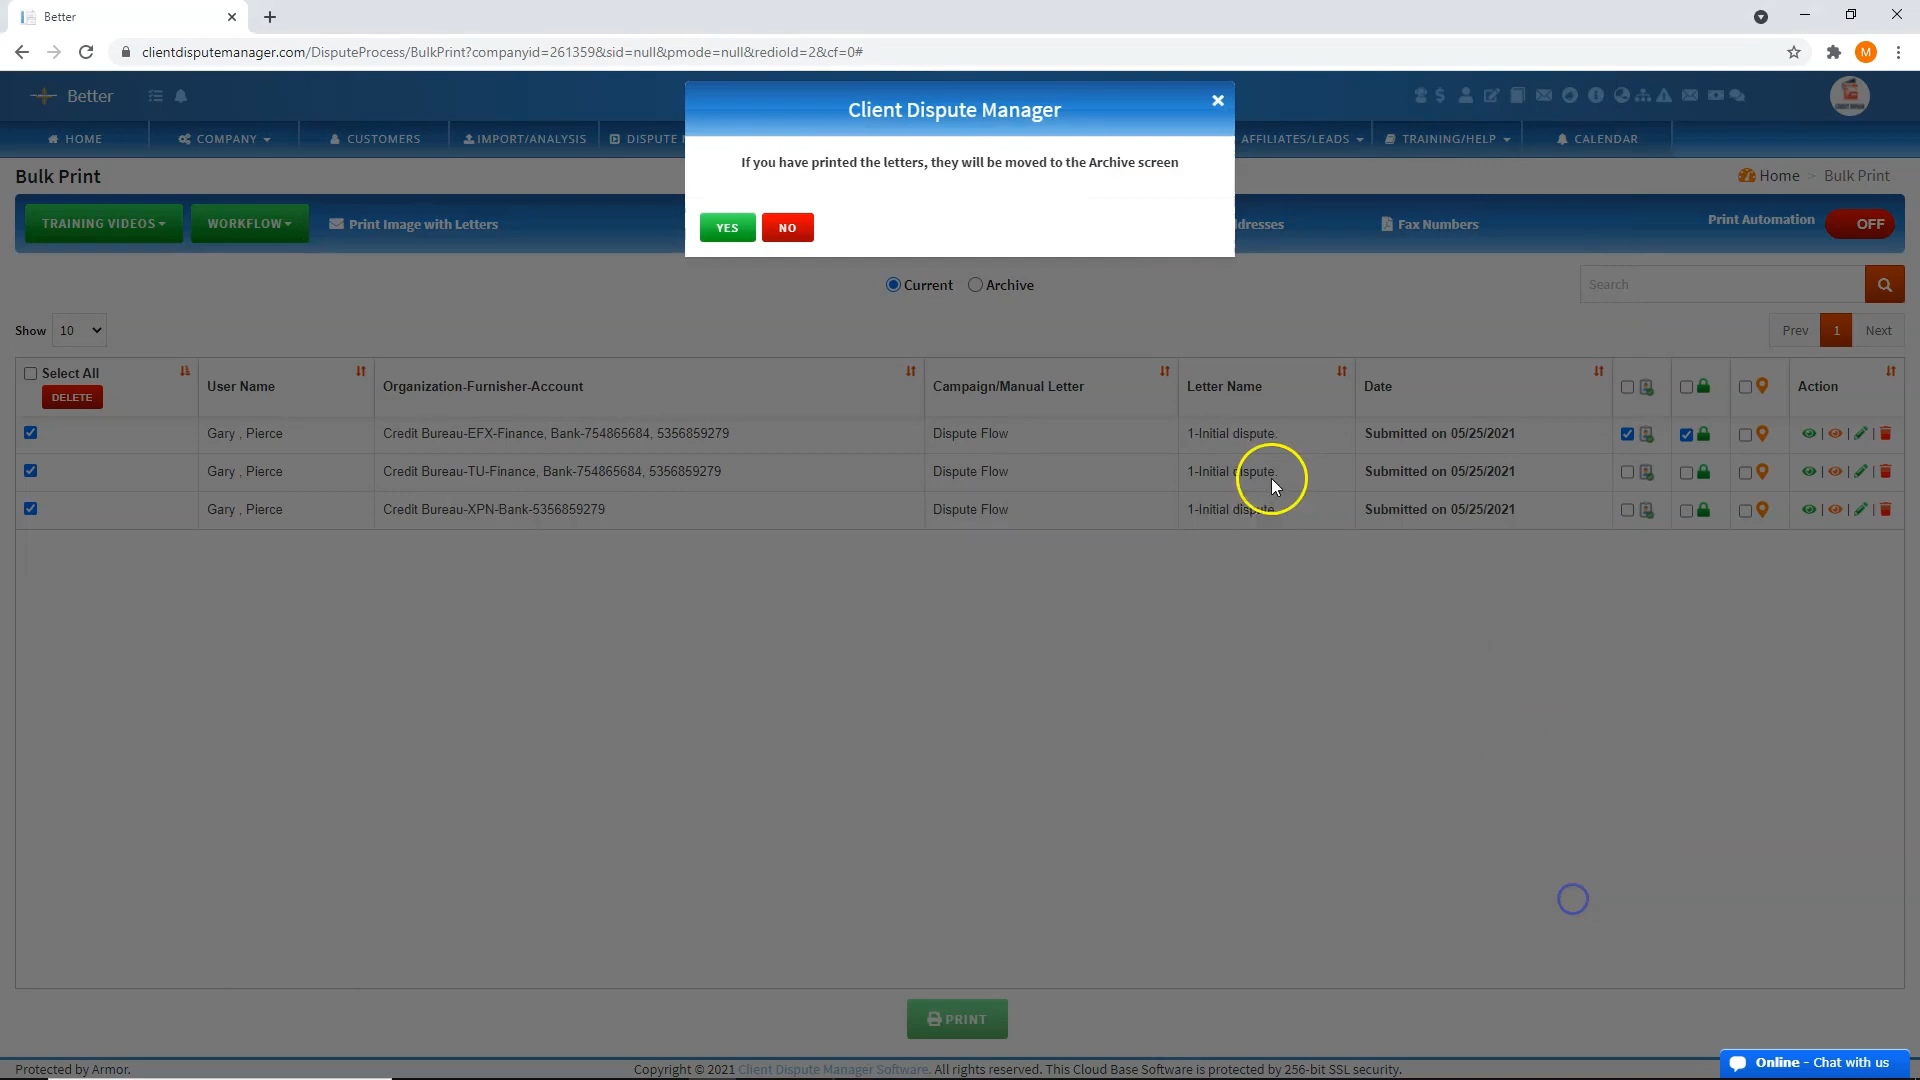 Better
clientdisputemanager.com/DisputeProcess/BulkPrint?companyid=261359&sid=null&pmode=null&redioId=2&cf=0#
M
Better
HOME
COMPANY
CUSTOMERS
IMPORT/ANALYSIS
DISPUTE
AFFILIATES/LEADS
TRAINING/HELP
CALENDAR
Client Dispute Manager
If you have printed the letters, they will be moved to the Archive screen
YES NO
Bulk Print
Home > Bulk Print
TRAINING VIDEOS
WORKFLOW
Print Image with Letters
Fax Numbers
Print Automation OFF
Current Archive
Search
Show 10
Prev 1 Next
Select All
DELETE
User Name
Organization-Furnisher-Account
Campaign/Manual Letter
Letter Name
Date
Action
Gary , Pierce Credit Bureau-EFX-Finance, Bank-754865684, 5356859279 Dispute Flow 1-Initial dispute. Submitted on 05/25/2021
Gary , Pierce Credit Bureau-TU-Finance, Bank-754865684, 5356859279 Dispute Flow 1-Initial dispute. Submitted on 05/25/2021
Gary , Pierce Credit Bureau-XPN-Bank-5356859279 Dispute Flow 1-Initial dispute. Submitted on 05/25/2021
PRINT
Protected by Armor.
Copyright © 2021 Client Dispute Manager Software. All rights reserved. This Cloud Base Software is protected by 256-bit SSL security.
Online - Chat with us